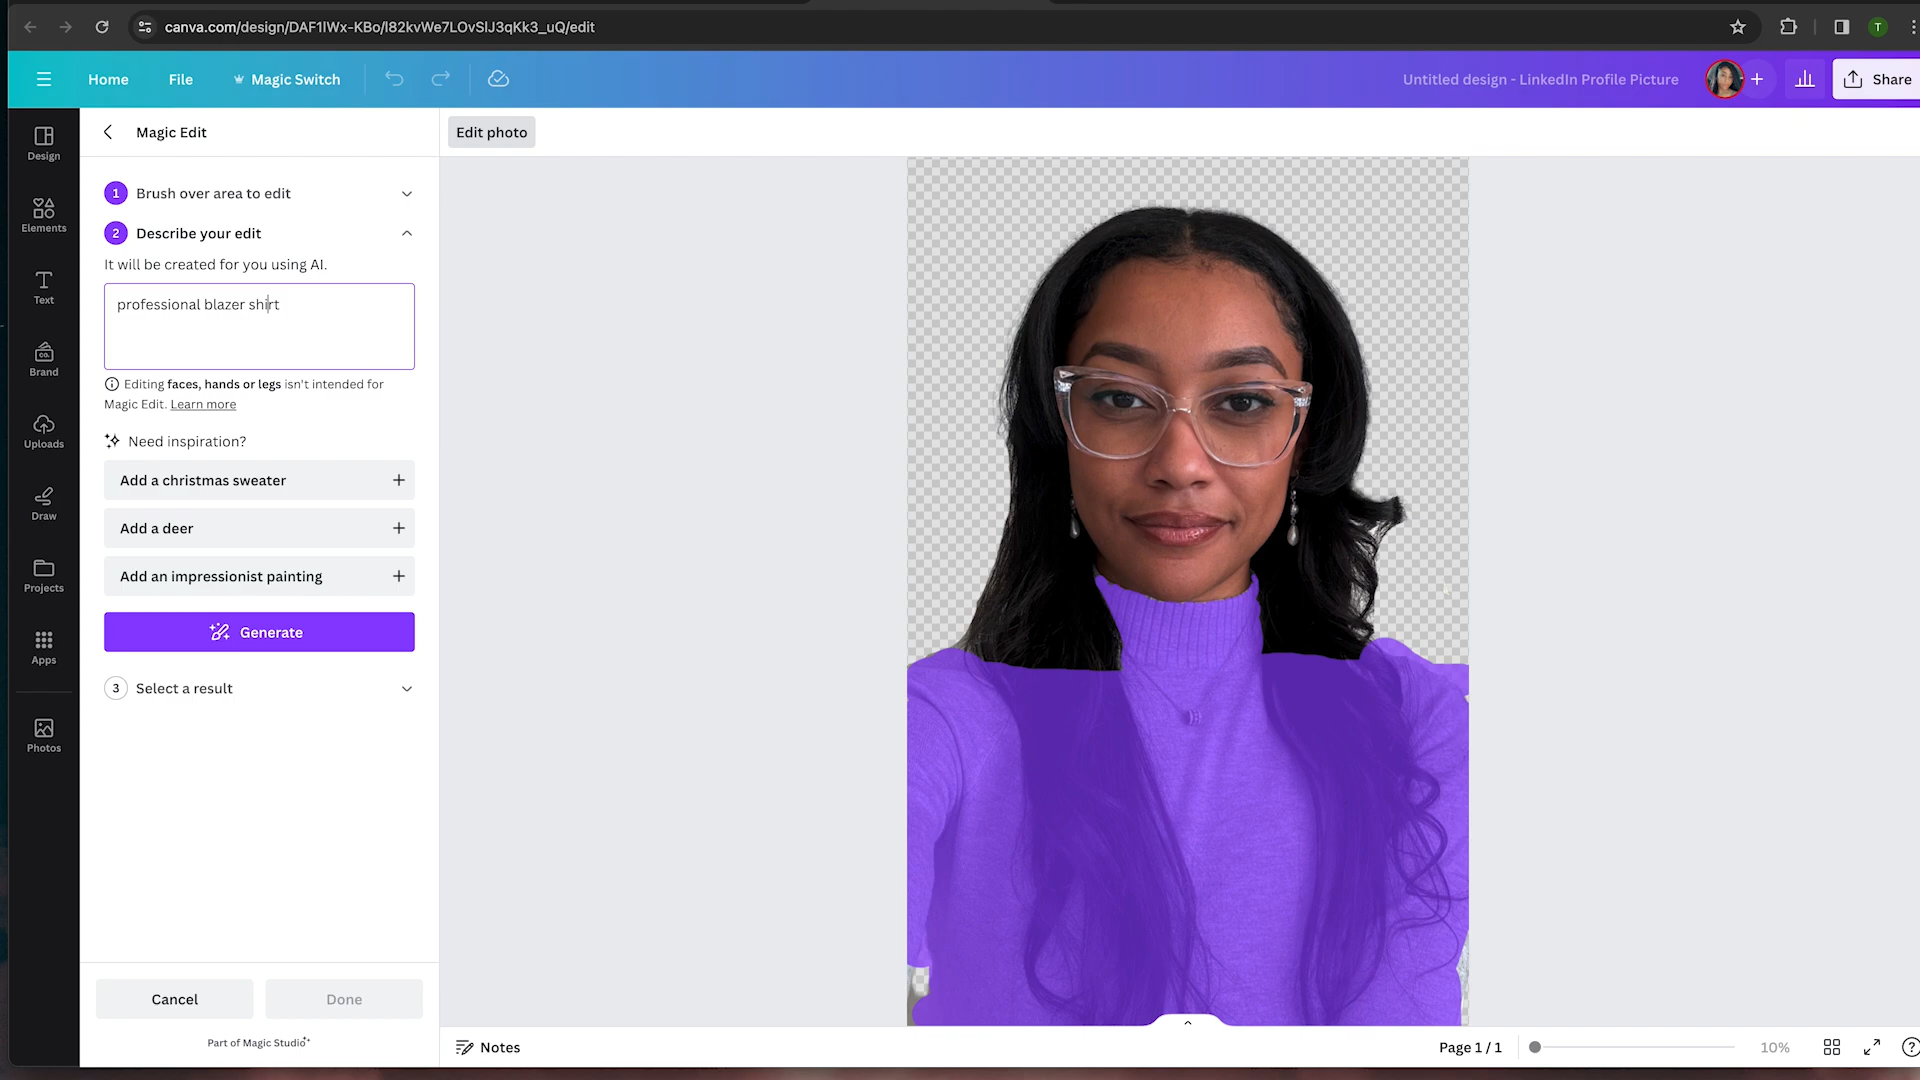 canva.com/design/DAF1lWx-KBo/l82kvWe7LOvSlJ3qKk3_uQ/edit
T
Home
File
Magic Switch
Untitled design - LinkedIn Profile Picture
Share
Design
Elements
Text
CO.
Brand
Uploads
Draw
Projects
Apps
Photos
Magic Edit
Edit photo
1 Brush over area to edit
2 Describe your edit
It will be created for you using AI.
professional blazer shirt
Editing faces, hands or legs isn't intended for
Magic Edit. Learn more
Need inspiration?
Add a christmas sweater
Add a deer
Add an impressionist painting
Generate
3 Select a result
Cancel
Done
Part of Magic Studio
Notes
Page 1 / 1
10%
?